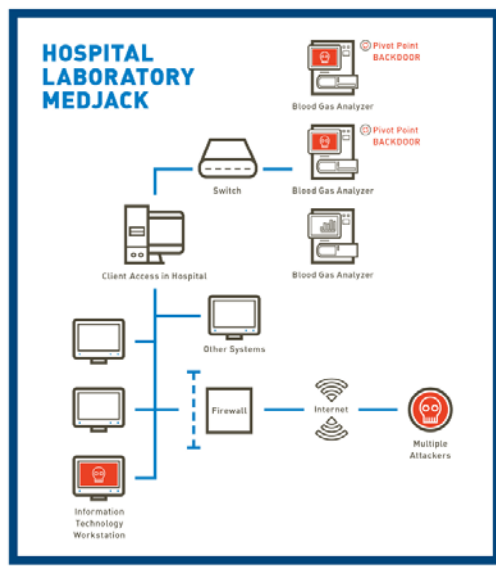 HOSPITAL
LABORATORY
MEDJACK
Pivot Point
BACKDOOR
Blood Gas Analyzer
Pivot Point
BACKDOOR
Switch
Blood Gas Analyzer
Client Access in Hospital
Blood Gas Analyzer
Other Systems
Firewall
Internet
Multiple
Attackers
Information
Technology
Workstation